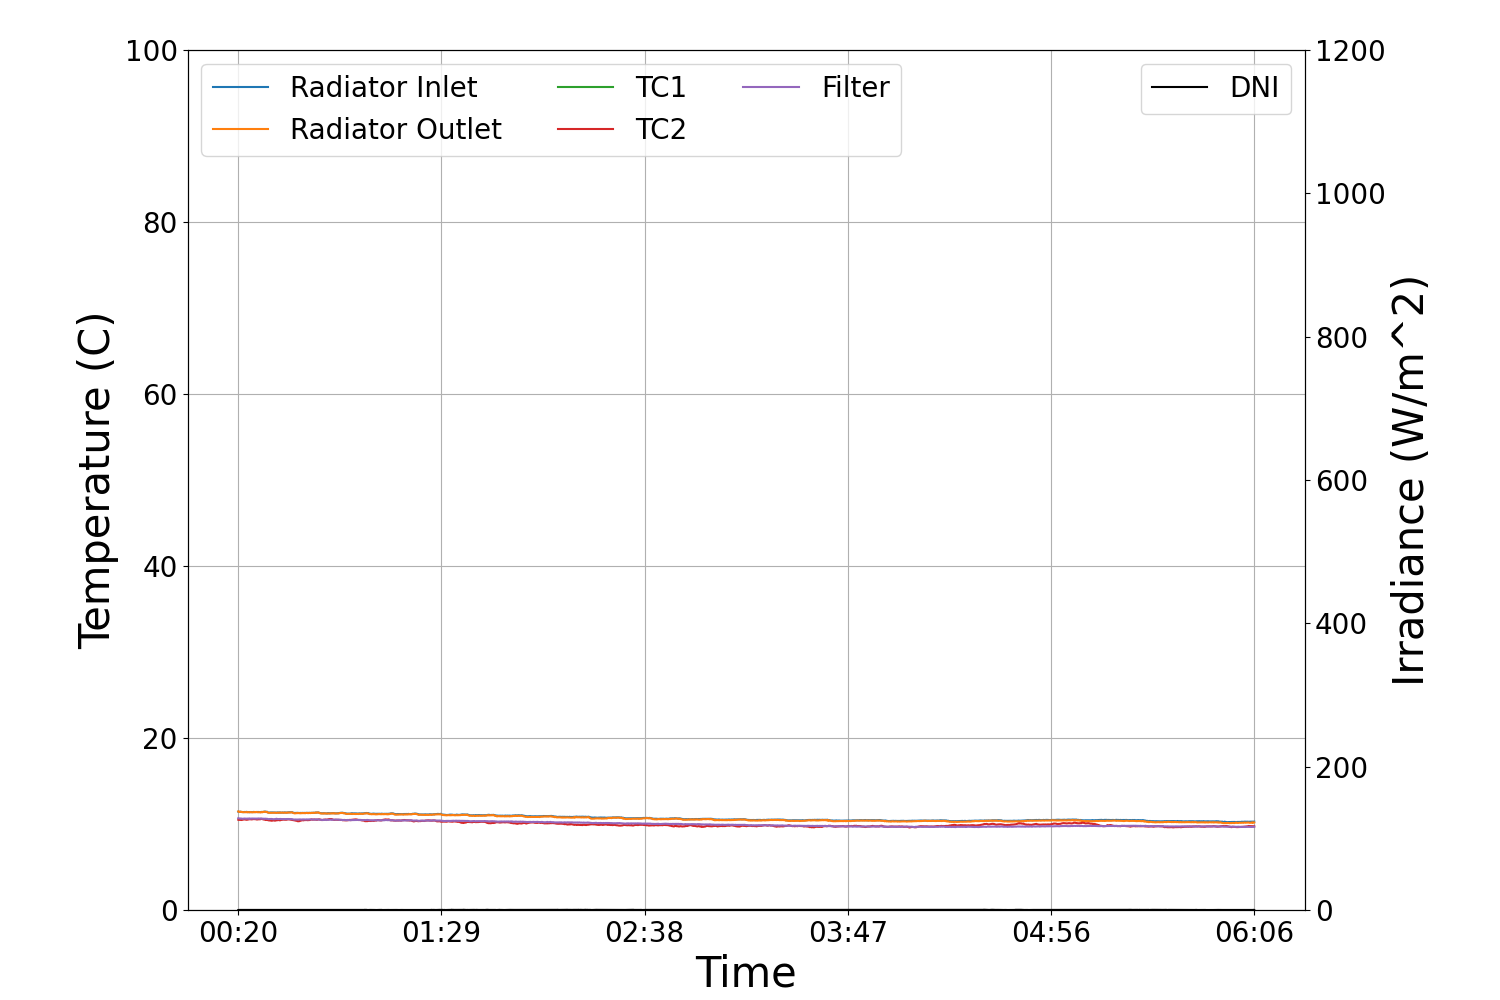 100
80
60
40
20
0
Temperature (C)
Radiator Inlet
Radiator Outlet
TC1
TC2
Filter
DNI
1200
1000
800
600
400
200
0
Irradiance (W/m^2)
00:20 01:29 02:38 03:47 04:56 06:06
Time